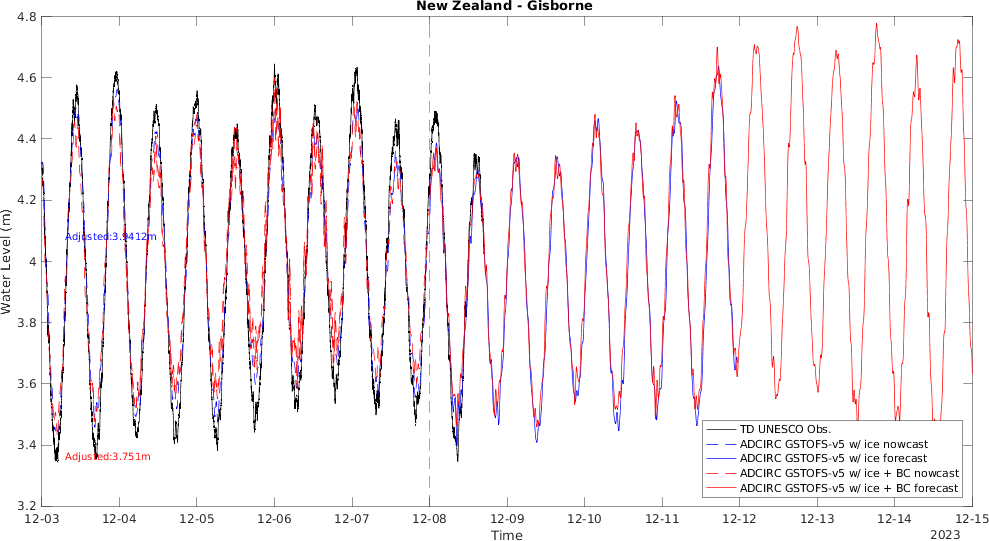 New Zealand - Gisborne
4.8
4.6
4.4
4.2
4
3.8
3.6
3.4
3.2
Water Level (m)
Adjusted:3.9412m
Adjusted:3.751m
TD UNESCO Obs.
ADCIRC GSTOFS-v5 w/ ice nowcast
ADCIRC GSTOFS-v5 w/ ice forecast
ADCIRC GSTOFS-v5 w/ ice + BC nowcast
ADCIRC GSTOFS-v5 w/ ice + BC forecast
12-03 12-04 12-05 12-06 12-07 12-08 12-09 12-10 12-11 12-12 12-13 12-14 12-15
Time
2023